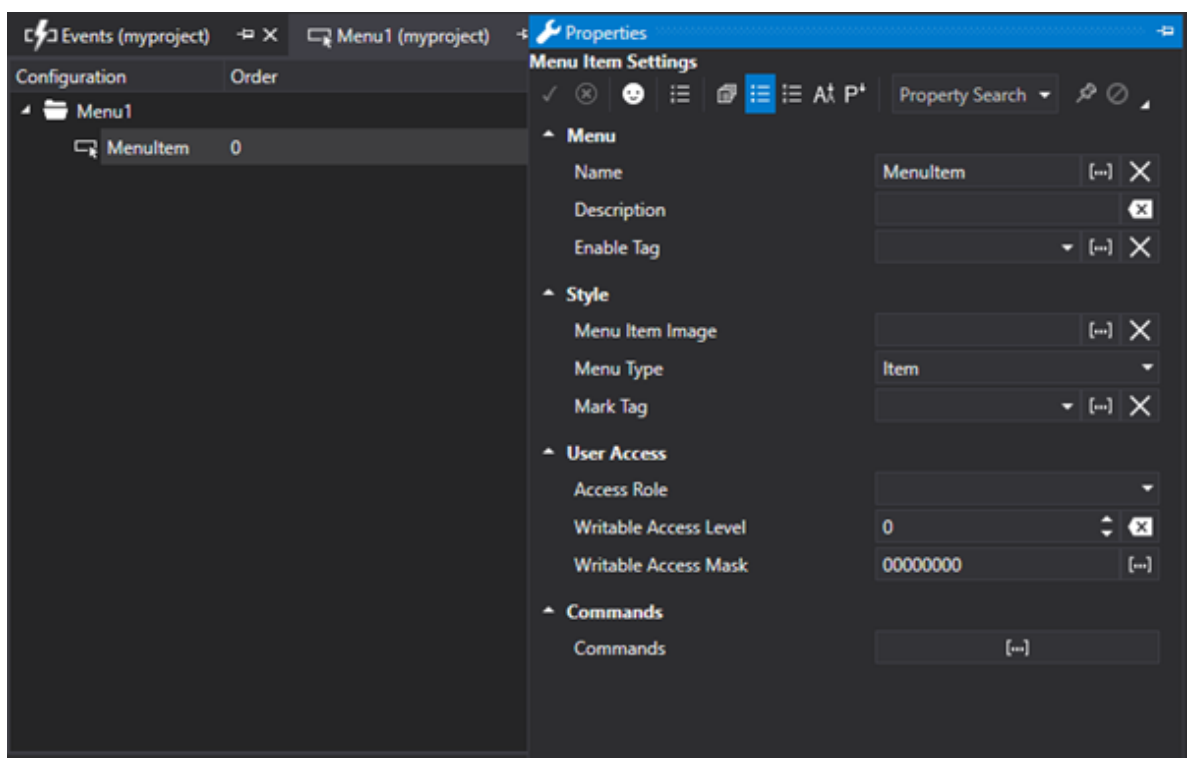 Events (myproject) Menu1 (myproject)
Configuration Order
Menu1
MenuItem 0
Properties
Menu Item Settings
Property Search
Menu
Name MenuItem
Description
Enable Tag
Style
Menu Item Image
Menu Type Item
Mark Tag
User Access
Access Role
Writable Access Level 0
Writable Access Mask 00000000
Commands
Commands